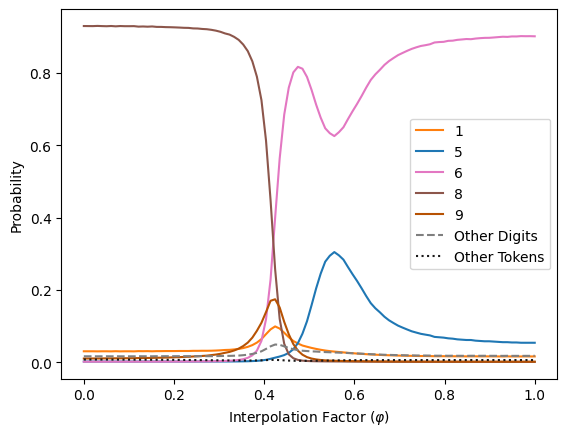 Probability
0.8
0.6
0.4
0.2
0.0
0.0 0.2 0.4 0.6 0.8 1.0
Interpolation Factor (φ)
1
5
6
8
9
Other Digits
Other Tokens